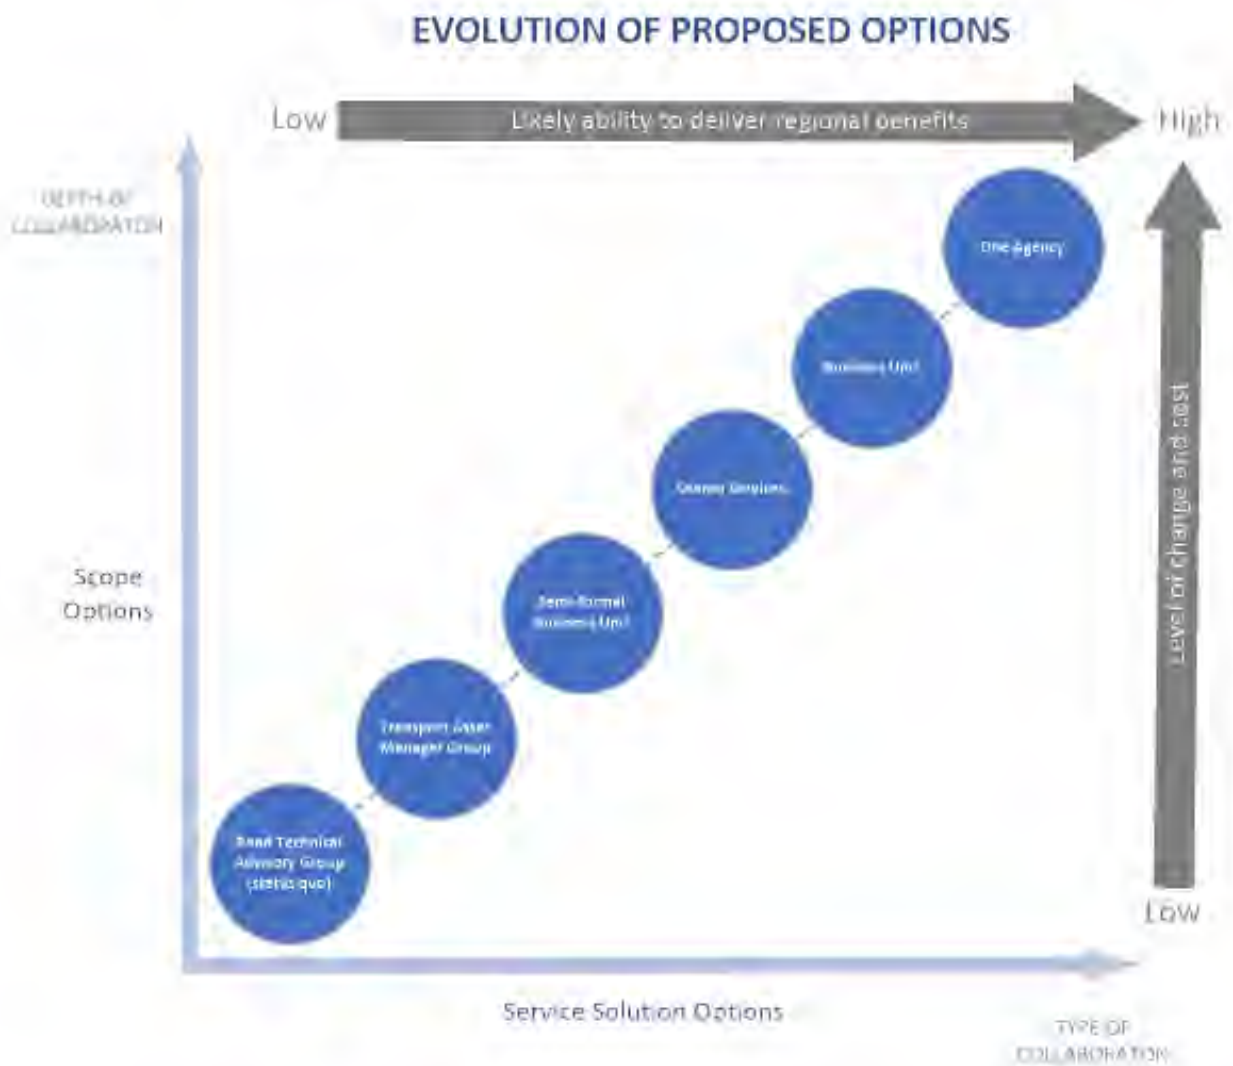 EVOLUTION OF PROPOSED OPTIONS
Low
Likely ability to deliver regional benefits
High
DEPTH OF
COLLABORATON
One Agency
Business Unit
Shared Services
Semi-formal
Business Unit
Level of change and cost
Scope
Options
Transport Asset
Manager Group
Road Technical
Advisory Group
(status quo)
Low
Service Solution Options
TYPE OF
COLLABORATON